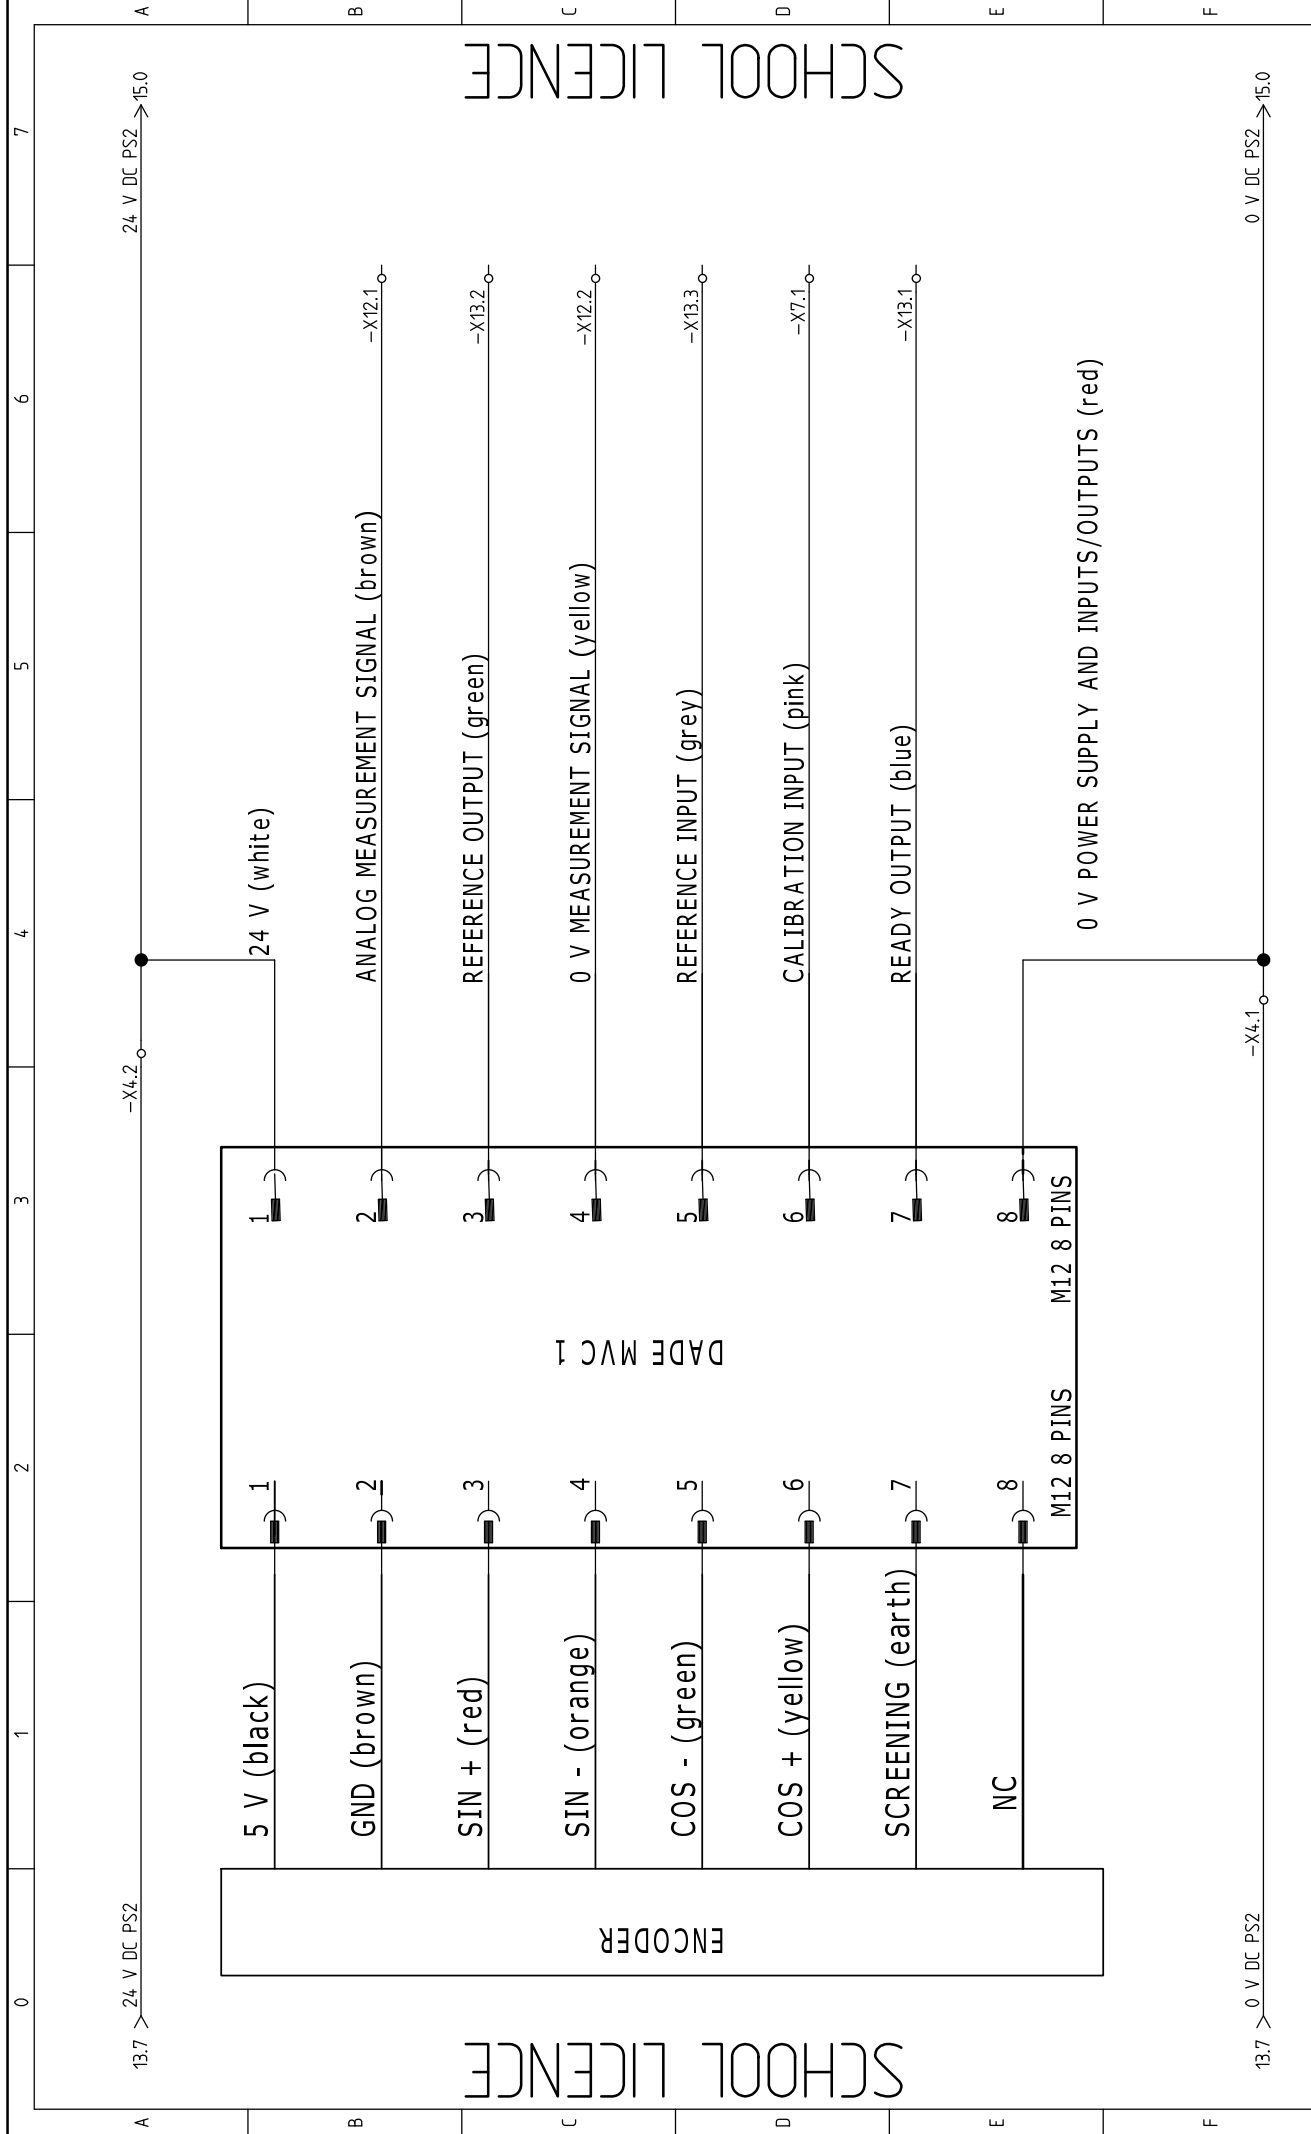 0 1 2 3 4 5 6 7
A
13.7 24 V DC PS2 -X4.2 24 V DC PS2 15.0
B
5 V (black) 1 1 24 V (white)
GND (brown) 2 2 ANALOG MEASUREMENT SIGNAL (brown) -X12.1
SIN + (red) 3 3 REFERENCE OUTPUT (green) -X13.2
C
SIN - (orange) 4 4 0 V MEASUREMENT SIGNAL (yellow) -X12.2
COS - (green) 5 5 REFERENCE INPUT (grey) -X13.3
D
COS + (yellow) 6 6 CALIBRATION INPUT (pink) -X7.1
SCREENING (earth) 7 7 READY OUTPUT (blue) -X13.1
E
NC 8 8
M12 8 PINS M12 8 PINS
0 V POWER SUPPLY AND INPUTS/OUTPUTS (red)
F
13.7 0 V DC PS2 -X4.1 0 V DC PS2 15.0
ENCODER
DADE MVC 1
SCHOOL LICENCE
SCHOOL LICENCE
A
B
C
D
E
F